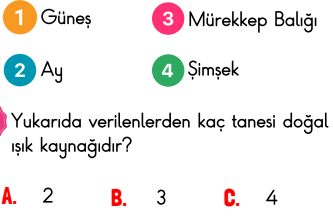 1 Güneş
3 Mürekkep Balığı
2 Ay
4 Şimşek
Yukarıda verilenlerden kaç tanesi doğal
ışık kaynağıdır?
A. 2 B. 3 C. 4